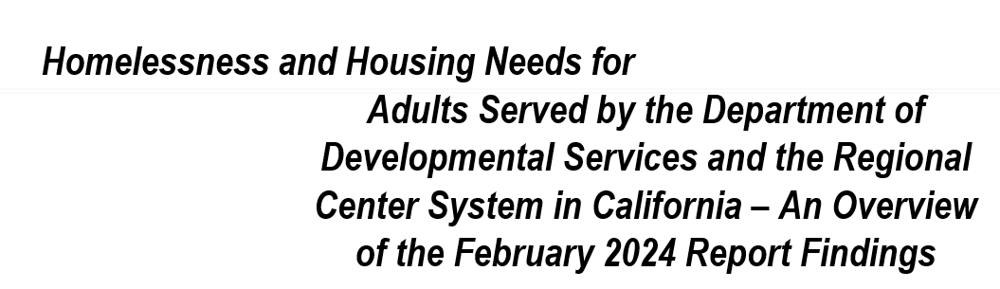 Homelessness and Housing Needs for
Adults Served by the Department of
Developmental Services and the Regional
Center System in California – An Overview
of the February 2024 Report Findings